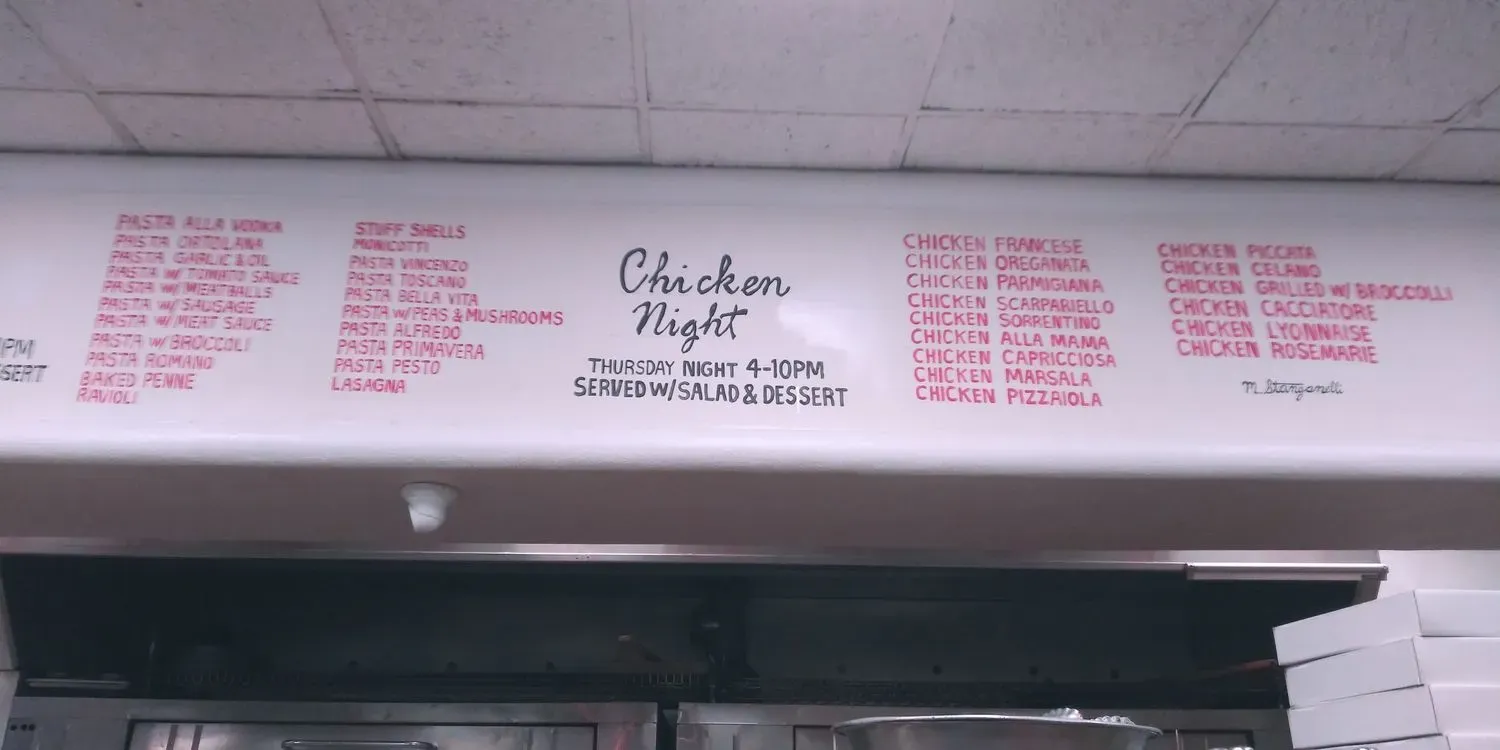 PM
SERT
PASTA ALLA VODKA
PASTA ORTOLANA
PASTA GARLIC & OIL
PASTA W/ TOMATO SAUCE
PASTA W/ MEATBALLS
PASTA W/ SAUSAGE
PASTA W/ MEAT SAUCE
PASTA W/ BROCCOLI
PASTA ROMANO
BAKED PENNE
RAVIOLI
STUFF SHELLS
MONICOTTI
PASTA VINCENZO
PASTA TOSCANO
PASTA BELLA VITA
PASTA W/PEAS & MUSHROOMS
PASTA ALFREDO
PASTA PRIMAVERA
PASTA PESTO
LASAGNA
Chicken
Night
THURSDAY NIGHT 4-10PM
SERVED W/SALAD & DESSERT
CHICKEN FRANCESE
CHICKEN OREGANATA
CHICKEN PARMIGIANA
CHICKEN SCARPARIELLO
CHICKEN SORRENTINO
CHICKEN ALLA MAMA
CHICKEN CAPRICCIOSA
CHICKEN MARSALA
CHICKEN PIZZAIOLA
CHICKEN PICCATA
CHICKEN CELANO
CHICKEN GRILLED W/ BROCCOLLI
CHICKEN CACCIATORE
CHICKEN LYONNAISE
CHICKEN ROSEMARIE
M. Stanganelli